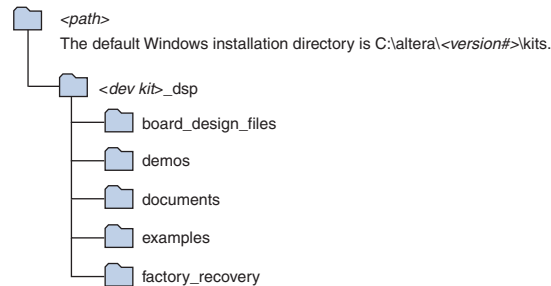 <path>
The default Windows installation directory is C:\altera\<version#>\kits.
<dev kit>_dsp
board_design_files
demos
documents
examples
factory_recovery